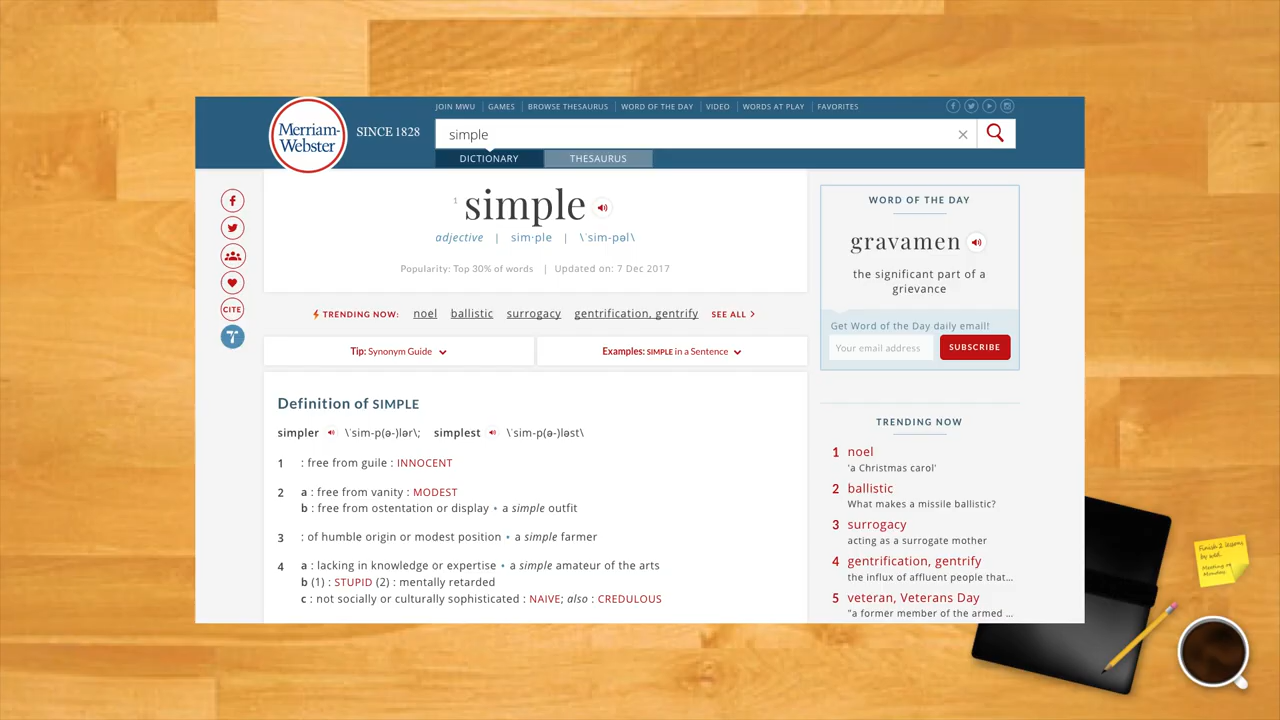 JOIN MWU GAMES BROWSE THESAURUS WORD OF THE DAY VIDEO WORDS AT PLAY FAVORITES
Merriam-
Webster
SINCE 1828
simple
DICTIONARY THESAURUS
1 simple
adjective | sim·ple | \ˈsim-pəl\
Popularity: Top 30% of words | Updated on: 7 Dec 2017
CITE
TRENDING NOW: noel ballistic surrogacy gentrification, gentrify SEE ALL >
Tip: Synonym Guide
Examples: SIMPLE in a Sentence
Definition of SIMPLE
simpler \ˈsim-p(ə-)lər\; simplest \ˈsim-p(ə-)ləst\
1 : free from guile : INNOCENT
2 a : free from vanity : MODEST
b : free from ostentation or display • a simple outfit
3 : of humble origin or modest position • a simple farmer
4 a : lacking in knowledge or expertise • a simple amateur of the arts
b (1) : STUPID (2) : mentally retarded
c : not socially or culturally sophisticated : NAIVE; also : CREDULOUS
WORD OF THE DAY
gravamen
the significant part of a
grievance
Get Word of the Day daily email!
Your email address SUBSCRIBE
TRENDING NOW
1 noel
'a Christmas carol'
2 ballistic
What makes a missile ballistic?
3 surrogacy
acting as a surrogate mother
4 gentrification, gentrify
the influx of affluent people that...
5 veteran, Veterans Day
"a former member of the armed ...
Finish 2 lessons
by wed.
Meeting on
Monday